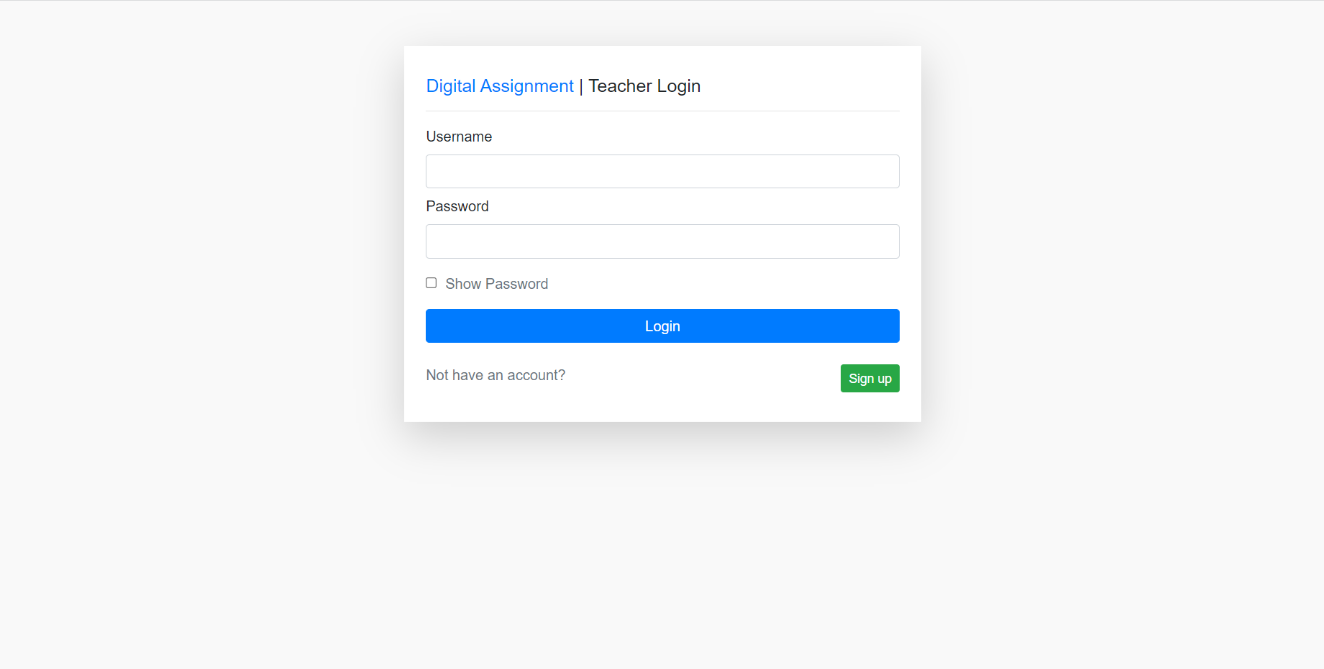 Digital Assignment | Teacher Login
Username
Password
Show Password
Login
Not have an account?
Sign up